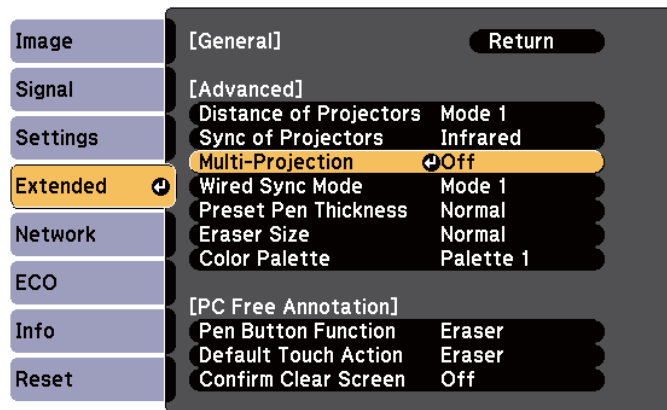 Image
Signal
Settings
Extended
Network
ECO
Info
Reset
[General] Return
[Advanced]
Distance of Projectors Mode 1
Sync of Projectors Infrared
Multi-Projection Off
Wired Sync Mode Mode 1
Preset Pen Thickness Normal
Eraser Size Normal
Color Palette Palette 1
[PC Free Annotation]
Pen Button Function Eraser
Default Touch Action Eraser
Confirm Clear Screen Off